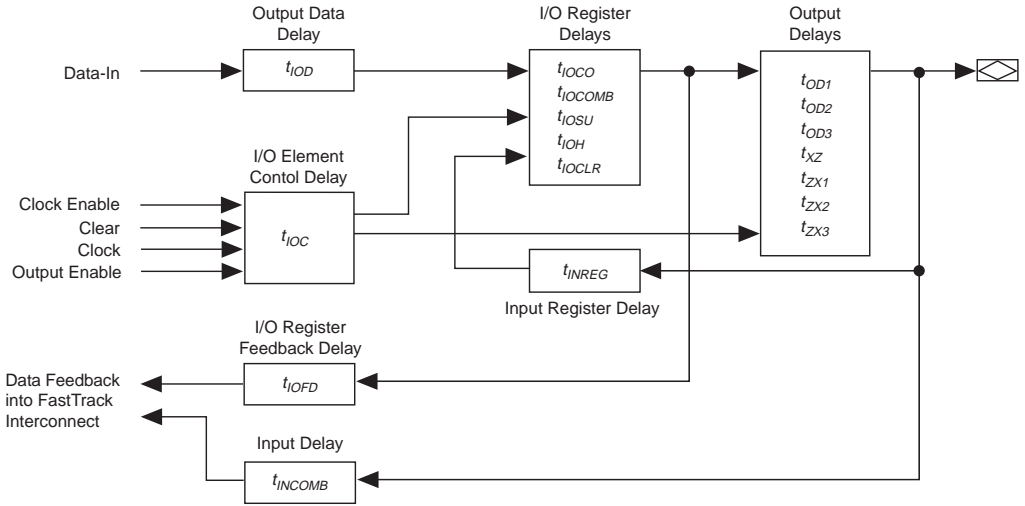 Output Data
Delay
I/O Register
Delays
Output
Delays
Data-In
tIOD
tIOCO
tIOCOMB
tIOSU
tIOH
tIOCLR
tOD1
tOD2
tOD3
tXZ
tZX1
tZX2
tZX3
I/O Element
Contol Delay
Clock Enable
Clear
Clock
Output Enable
tIOC
tINREG
Input Register Delay
I/O Register
Feedback Delay
Data Feedback
into FastTrack
Interconnect
tIOFD
Input Delay
tINCOMB